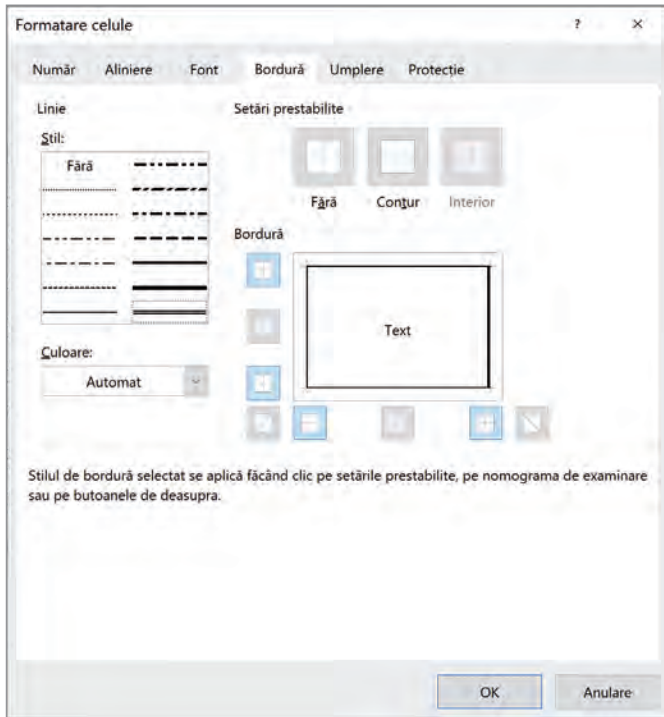 Formatare celule ? ×
Număr Aliniere Font Bordură Umplere Protecție
Linie
Stil:
Fără
Culoare:
Automat
Setări prestabilite
Fără Contur Interior
Bordură
Text
Stilul de bordură selectat se aplică făcând clic pe setările prestabilite, pe nomograma de examinare
sau pe butoanele de deasupra.
OK Anulare